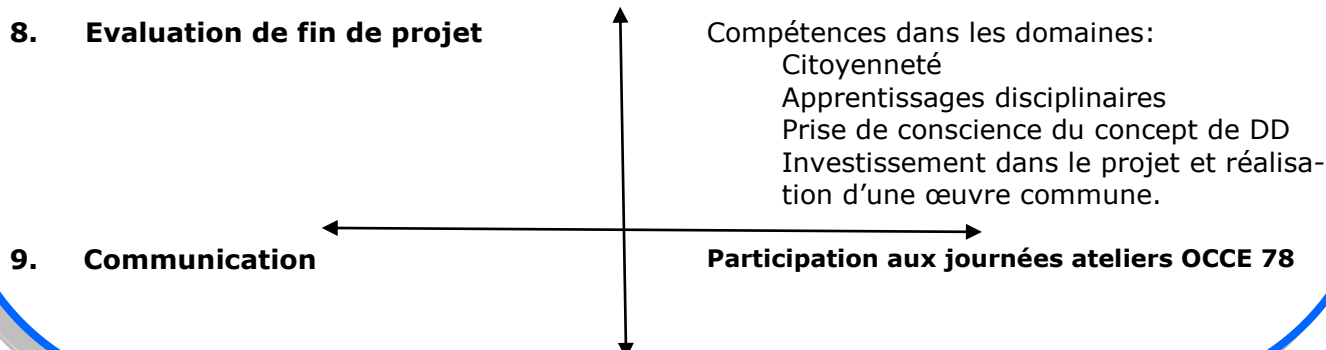 8. Evaluation de fin de projet
Compétences dans les domaines:
Citoyenneté
Apprentissages disciplinaires
Prise de conscience du concept de DD
Investissement dans le projet et réalisa-
tion d’une œuvre commune.
9. Communication
Participation aux journées ateliers OCCE 78